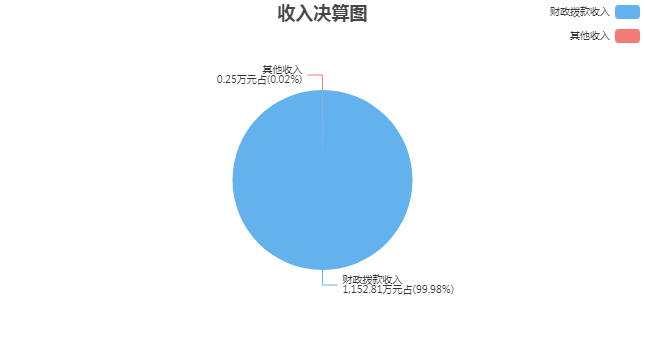 收入决算图
财政拨款收入
其他收入
其他收入
0.25万元占(0.02%)
财政拨款收入
1,152.81万元占(99.98%)